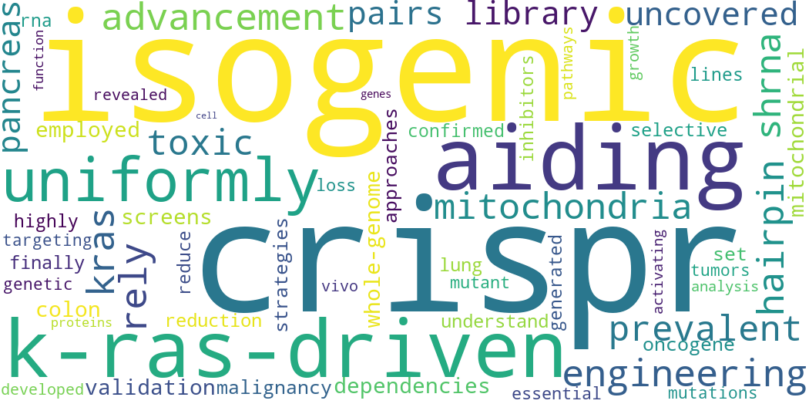 pancreas
rna
function
advancement
pairs
library
uncovered
isogenic
revealed
cell
genes
employed
toxic
approaches
confirmed
inhibitors
pathways
growth
lines
selective
shrna
mitochondrial
aiding
uniformly
loss
whole-genome
mitochondria
hairpin
highly
targeting
finally
genetic
kras
rely
screens
reduce
crispr
strategies
vivo
lung
mutant
generated
activating
set
tumors
analysis
colon
proteins
reduction
understand
prevalent
oncogene
k-ras-driven
engineering
developed
validation
malignancy
dependencies
essential
mutations